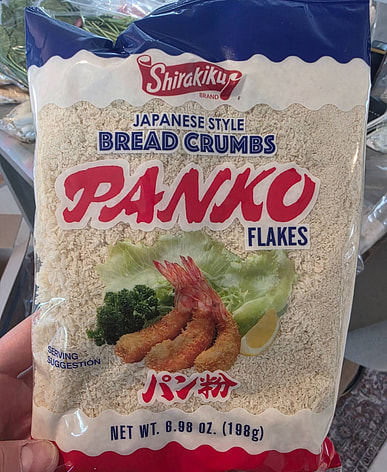 Shirakiku
BRAND
JAPANESE STYLE
BREAD CRUMBS
PANKO
FLAKES
SERVING
SUGGESTION
パン粉
NET WT. 6.98 OZ. (198g)